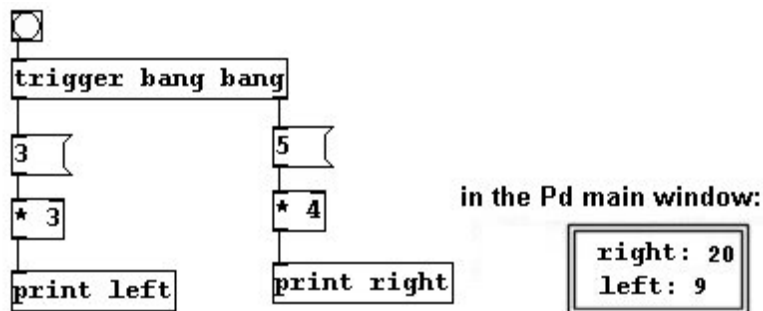 trigger bang bang
3
5
* 3
* 4
in the Pd main window:
print left
print right
right: 20
left: 9